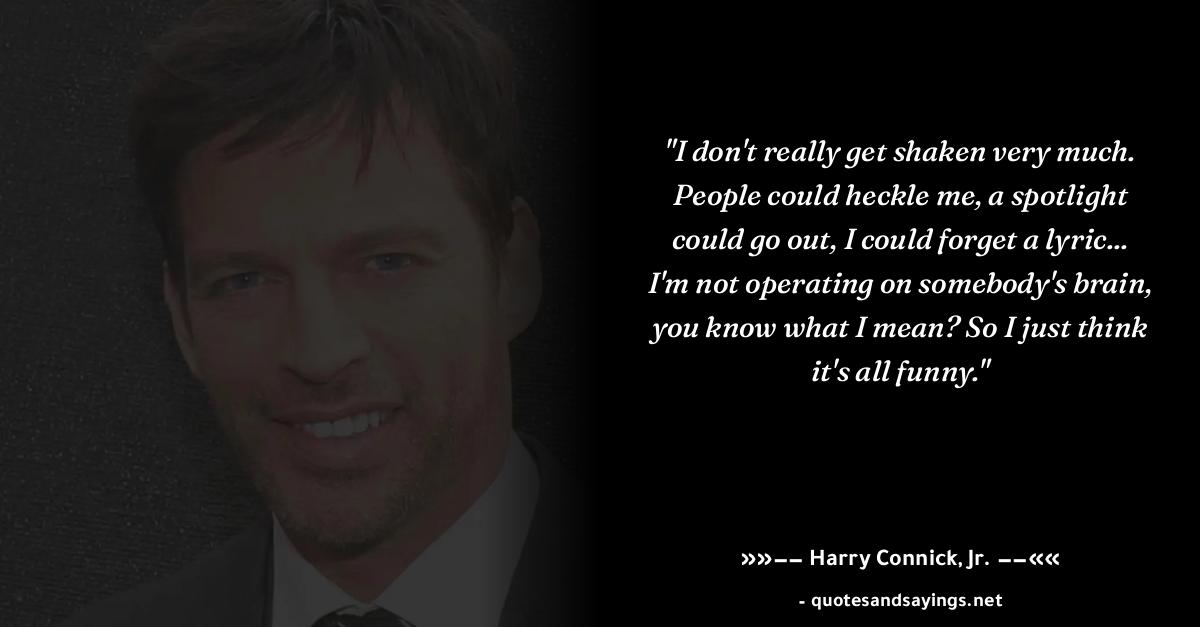 "I don't really get shaken very much.
People could heckle me, a spotlight
could go out, I could forget a lyric...
I'm not operating on somebody's brain,
you know what I mean? So I just think
it's all funny."
»»−− Harry Connick, Jr. −−««
- quotesandsayings.net